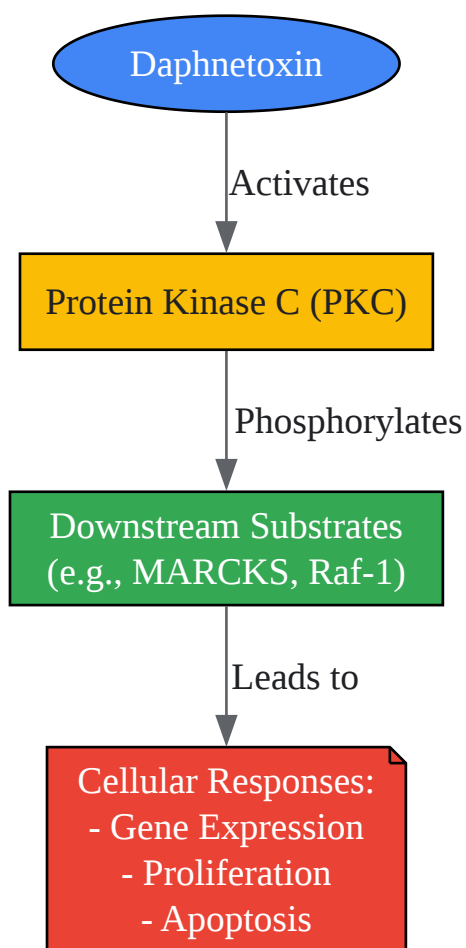 Daphnetoxin
Activates
Protein Kinase C (PKC)
Phosphorylates
Downstream Substrates
(e.g., MARCKS, Raf-1)
Leads to
Cellular Responses:
- Gene Expression
- Proliferation
- Apoptosis